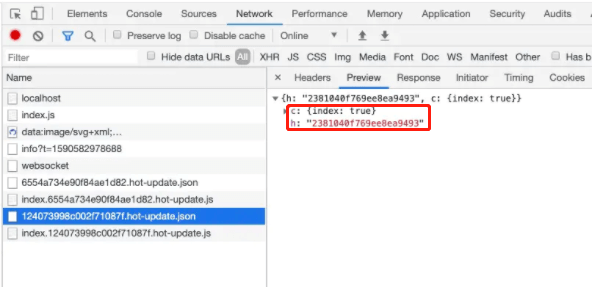 Elements Console Sources Network Performance Memory Application Security Audits
Preserve log Disable cache Online
Filter Hide data URLs All XHR JS CSS Img Media Font Doc WS Manifest Other Has b
Name × Headers Preview Response Initiator Timing Cookies
localhost
index.js
data:image/svg+xml;…
info?t=1590582978688
websocket
6554a734e90f84ae1d82.hot-update.json
index.6554a734e90f84ae1d82.hot-update.js
124073998c002f71087f.hot-update.json
index.124073998c002f71087f.hot-update.js
{h: "2381040f769ee8ea9493", c: {index: true}}
c: {index: true}
h: "2381040f769ee8ea9493"